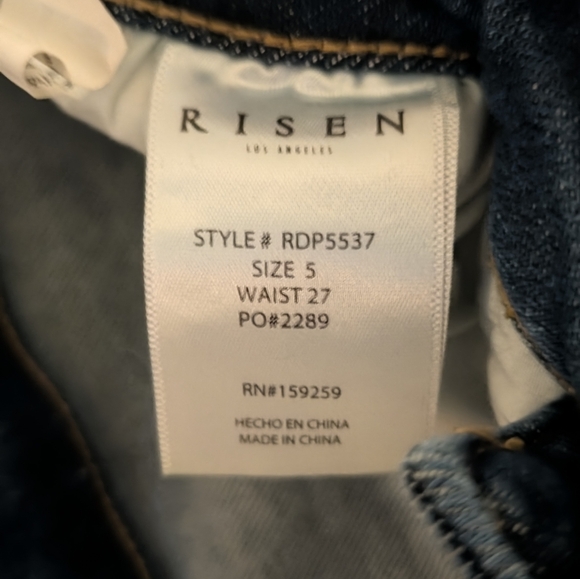 RISEN
LOS ANGELES
STYLE# RDP5537
SIZE 5
WAIST 27
PO#2289
RN#159259
HECHO EN CHINA
MADE IN CHINA